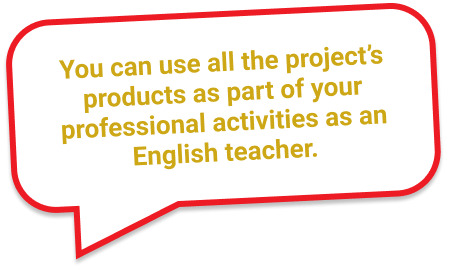 You can use all the project’s
products as part of your
professional activities as an
English teacher.